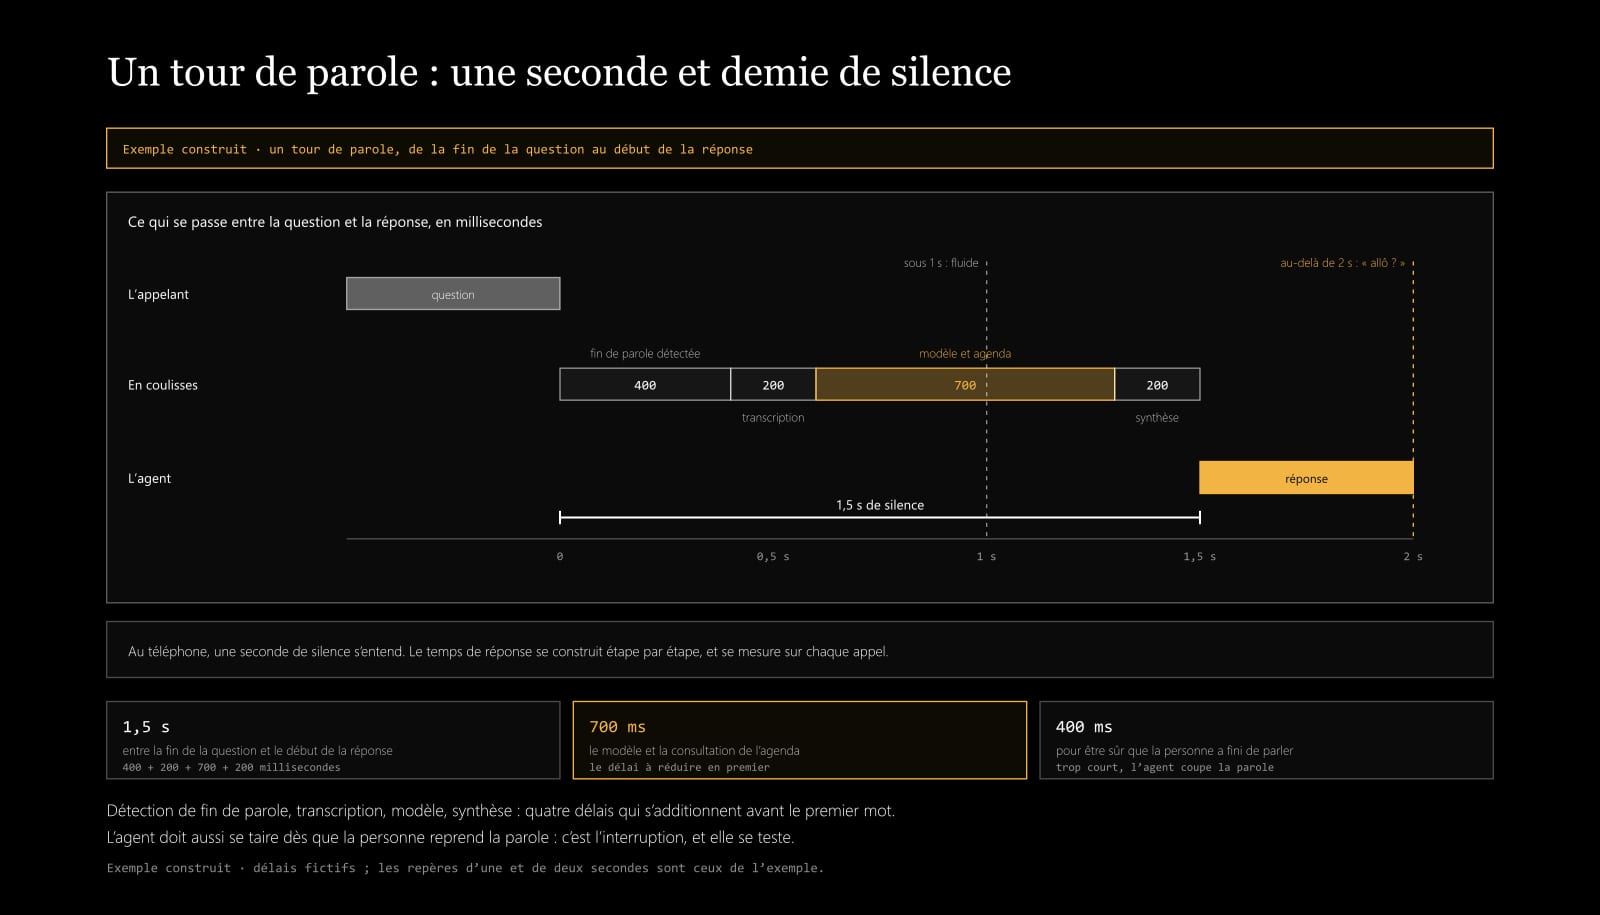 Un tour de parole : une seconde et demie de silence
Exemple construit · un tour de parole, de la fin de la question au début de la réponse
Ce qui se passe entre la question et la réponse, en millisecondes
sous 1 s : fluide
au-delà de 2 s : « allô ? »
L’appelant
question
fin de parole détectée
modèle et agenda
En coulisses
400
200
700
200
transcription
synthèse
L’agent
réponse
1,5 s de silence
0
0,5 s
1 s
1,5 s
2 s
Au téléphone, une seconde de silence s’entend. Le temps de réponse se construit étape par étape, et se mesure sur chaque appel.
1,5 s
entre la fin de la question et le début de la réponse
400 + 200 + 700 + 200 millisecondes
700 ms
le modèle et la consultation de l’agenda
le délai à réduire en premier
400 ms
pour être sûr que la personne a fini de parler
trop court, l’agent coupe la parole
Détection de fin de parole, transcription, modèle, synthèse : quatre délais qui s’additionnent avant le premier mot.
L’agent doit aussi se taire dès que la personne reprend la parole : c’est l’interruption, et elle se teste.
Exemple construit · délais fictifs ; les repères d’une et de deux secondes sont ceux de l’exemple.